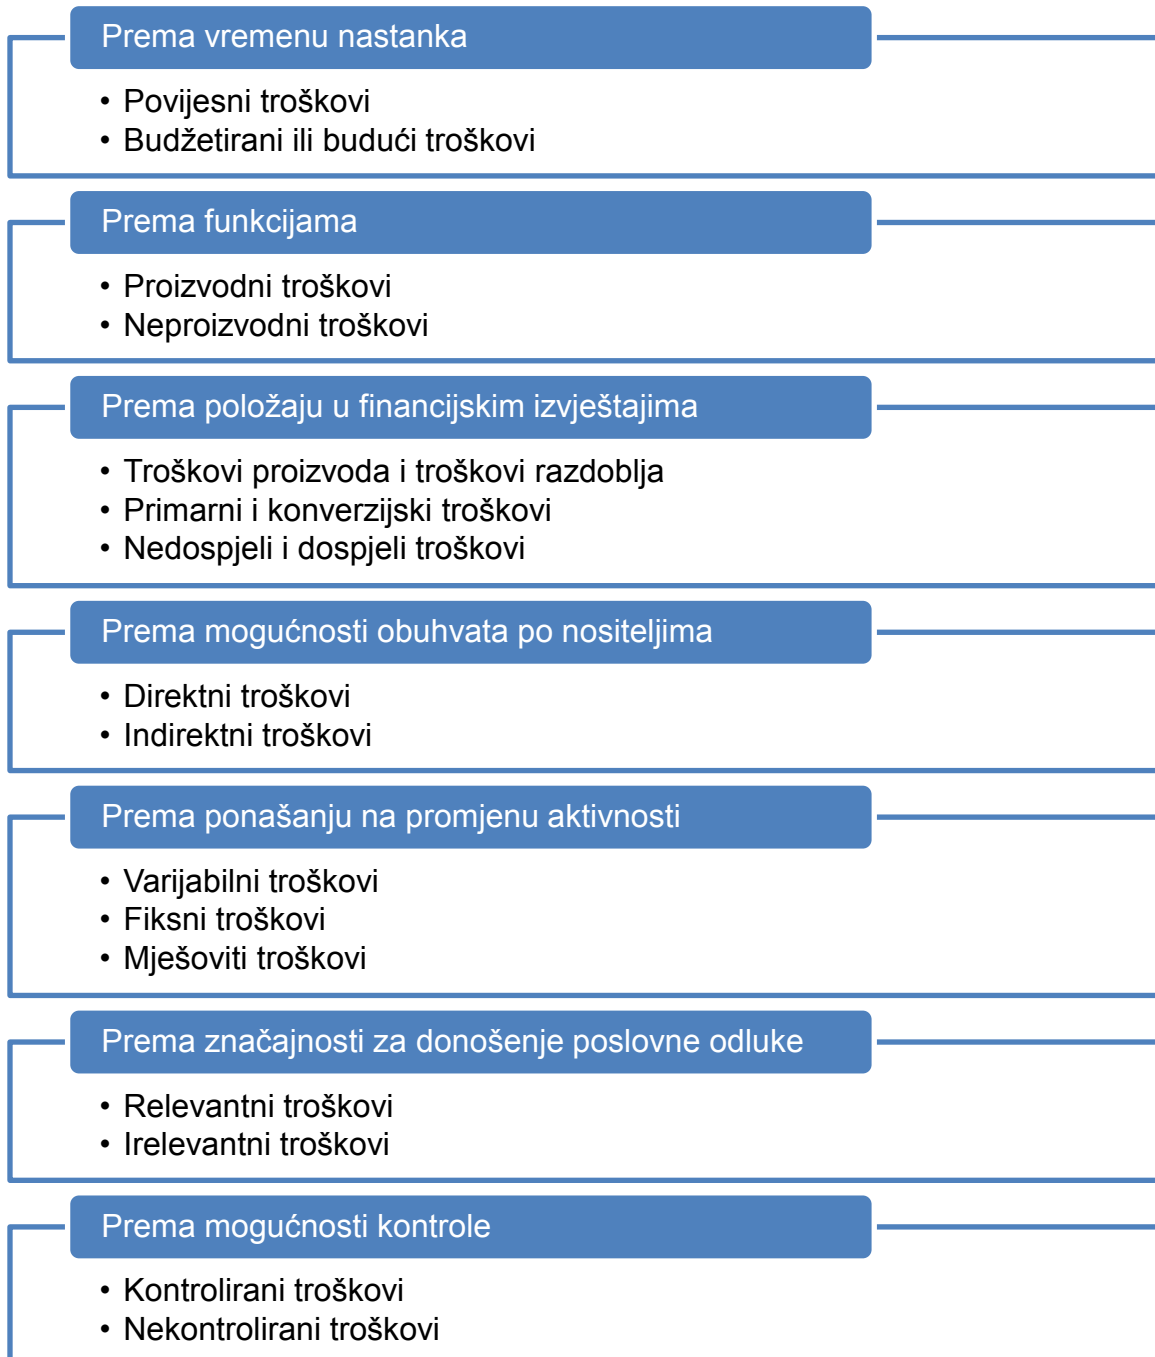 Prema vremenu nastanka
• Povijesni troškovi
• Budžetirani ili budući troškovi
Prema funkcijama
• Proizvodni troškovi
• Neproizvodni troškovi
Prema položaju u financijskim izvještajima
• Troškovi proizvoda i troškovi razdoblja
• Primarni i konverzijski troškovi
• Nedospjeli i dospjeli troškovi
Prema mogućnosti obuhvata po nositeljima
• Direktni troškovi
• Indirektni troškovi
Prema ponašanju na promjenu aktivnosti
• Varijabilni troškovi
• Fiksni troškovi
• Mješoviti troškovi
Prema značajnosti za donošenje poslovne odluke
• Relevantni troškovi
• Irelevantni troškovi
Prema mogućnosti kontrole
• Kontrolirani troškovi
• Nekontrolirani troškovi